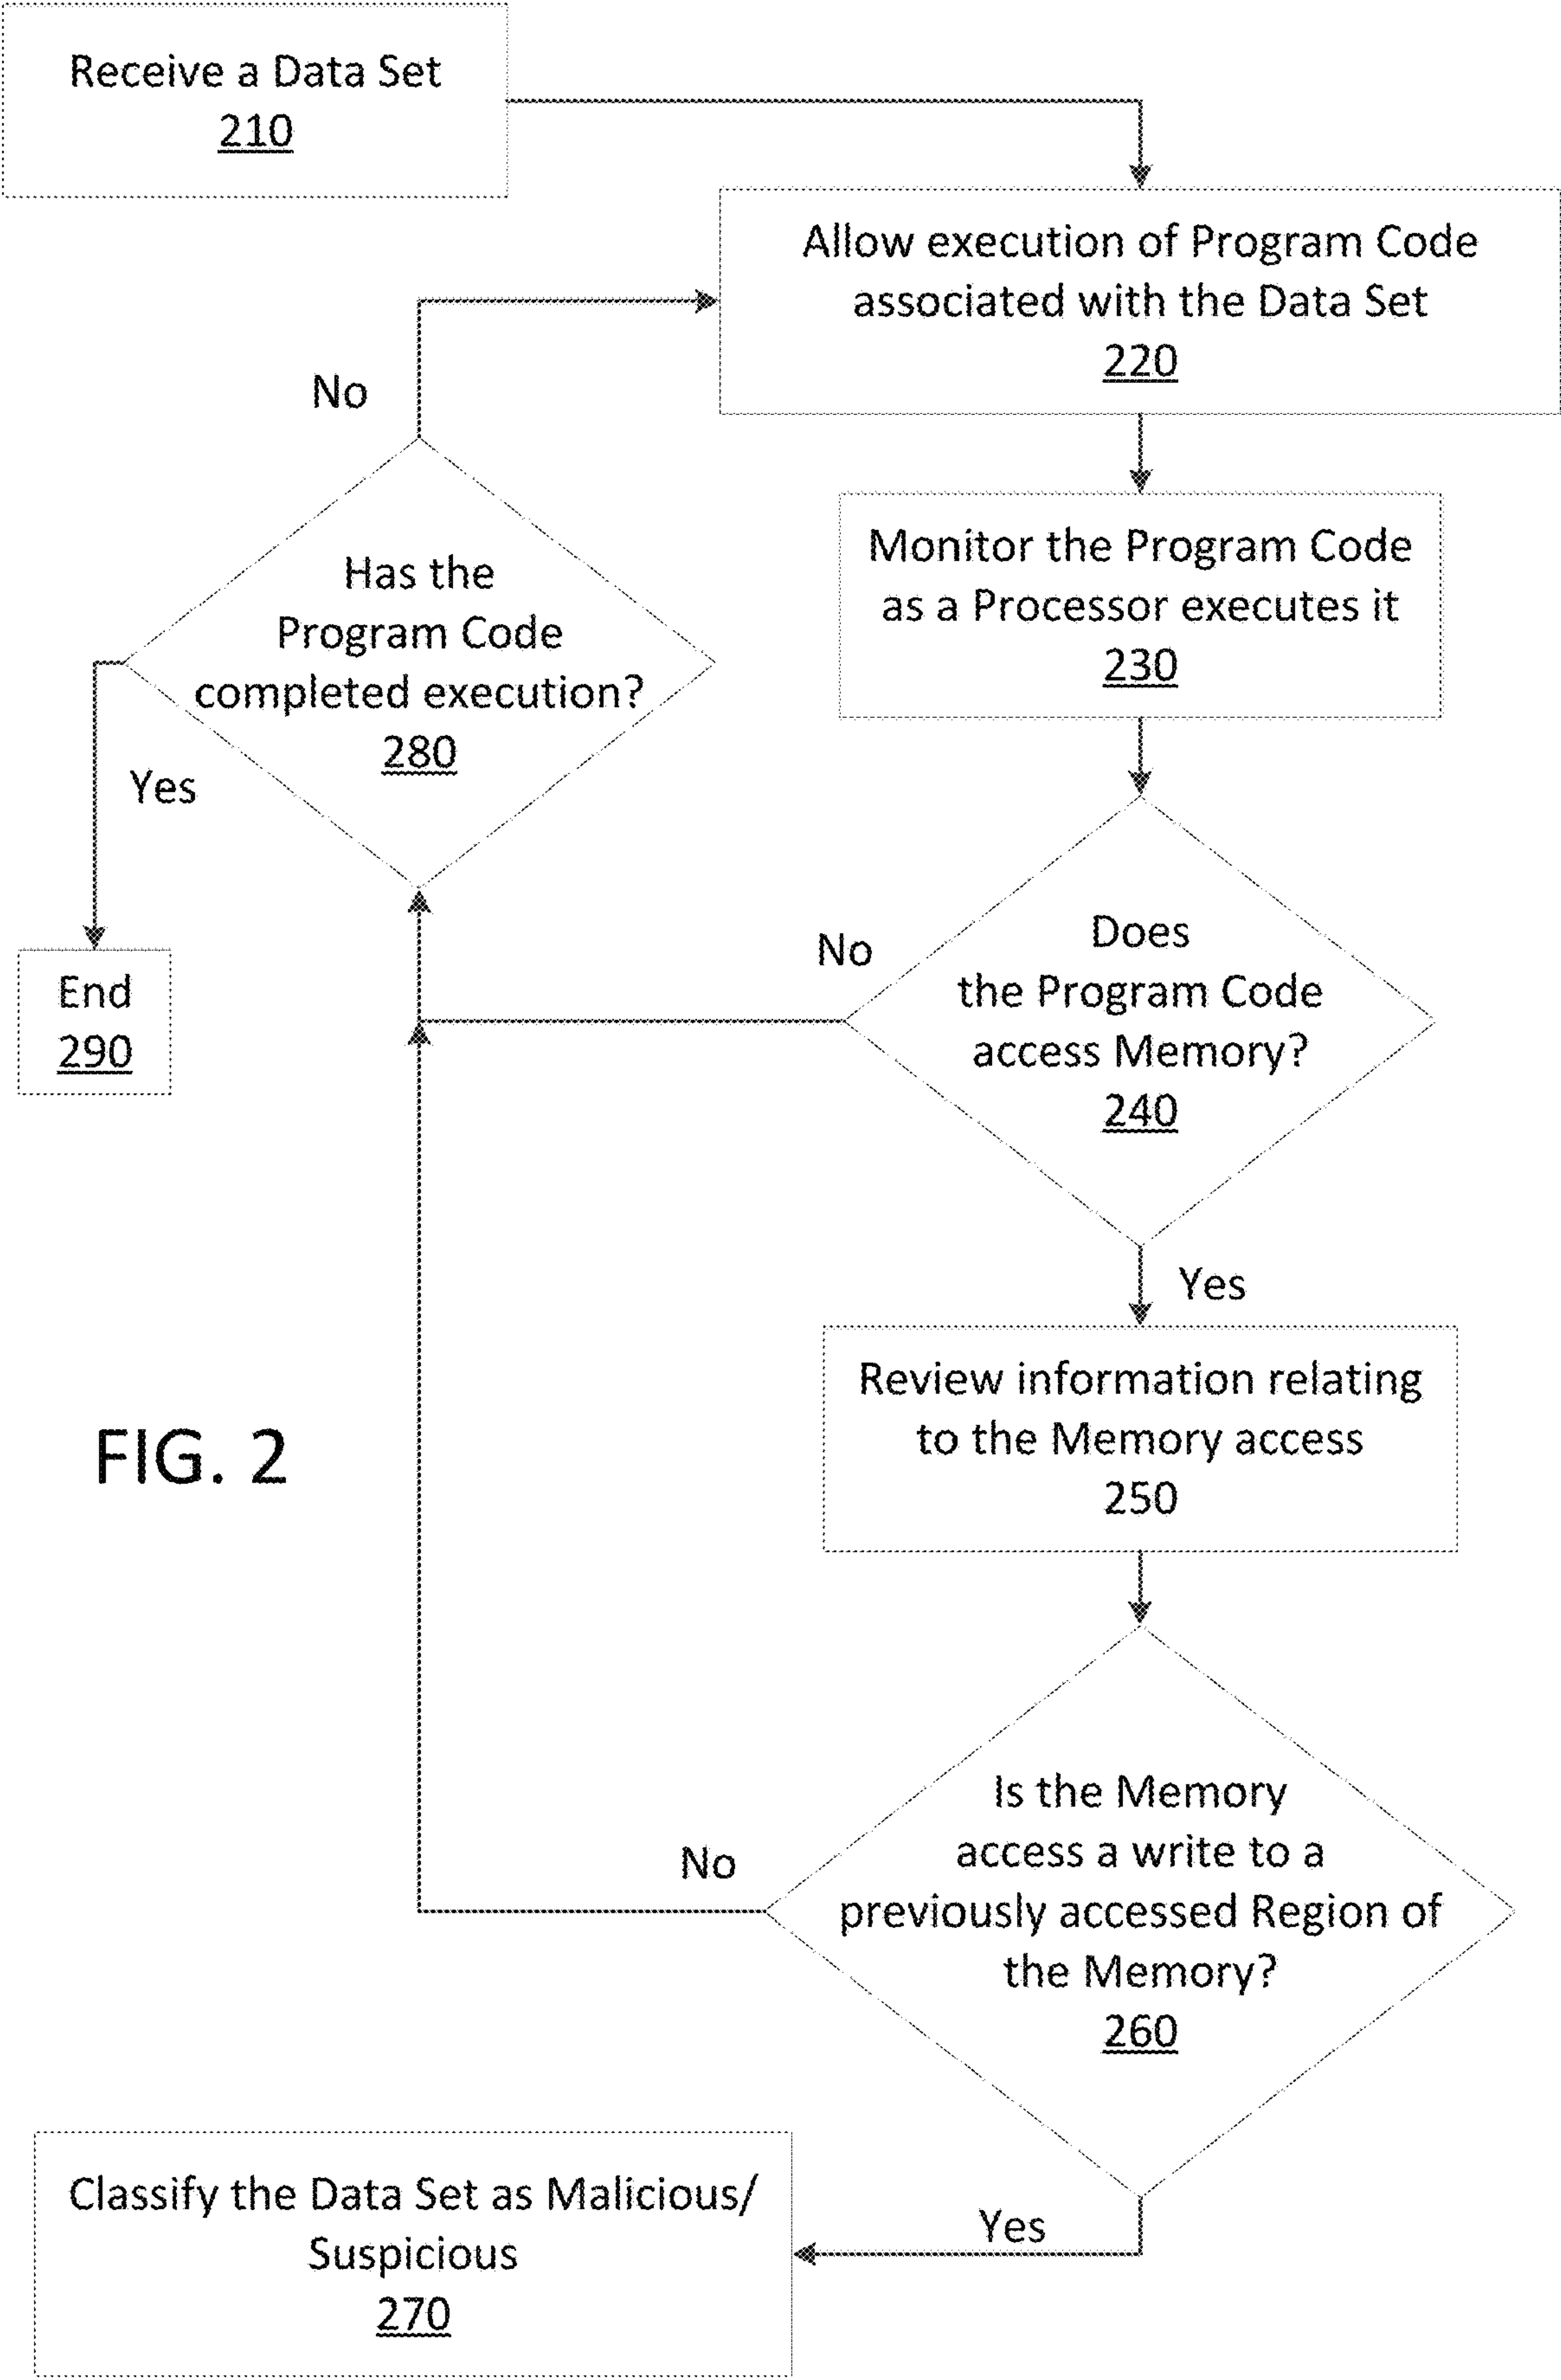 Receive a Data Set
210
Allow execution of Program Code
associated with the Data Set
220
No
Monitor the Program Code
as a Processor executes it
230
Has the
Program Code
completed execution?
280
Yes
End
290
No
Does
the Program Code
access Memory?
240
Yes
Review information relating
to the Memory access
250
FIG. 2
Is the Memory
access a write to a
previously accessed Region of
the Memory?
260
No
Yes
Classify the Data Set as Malicious/
Suspicious
270